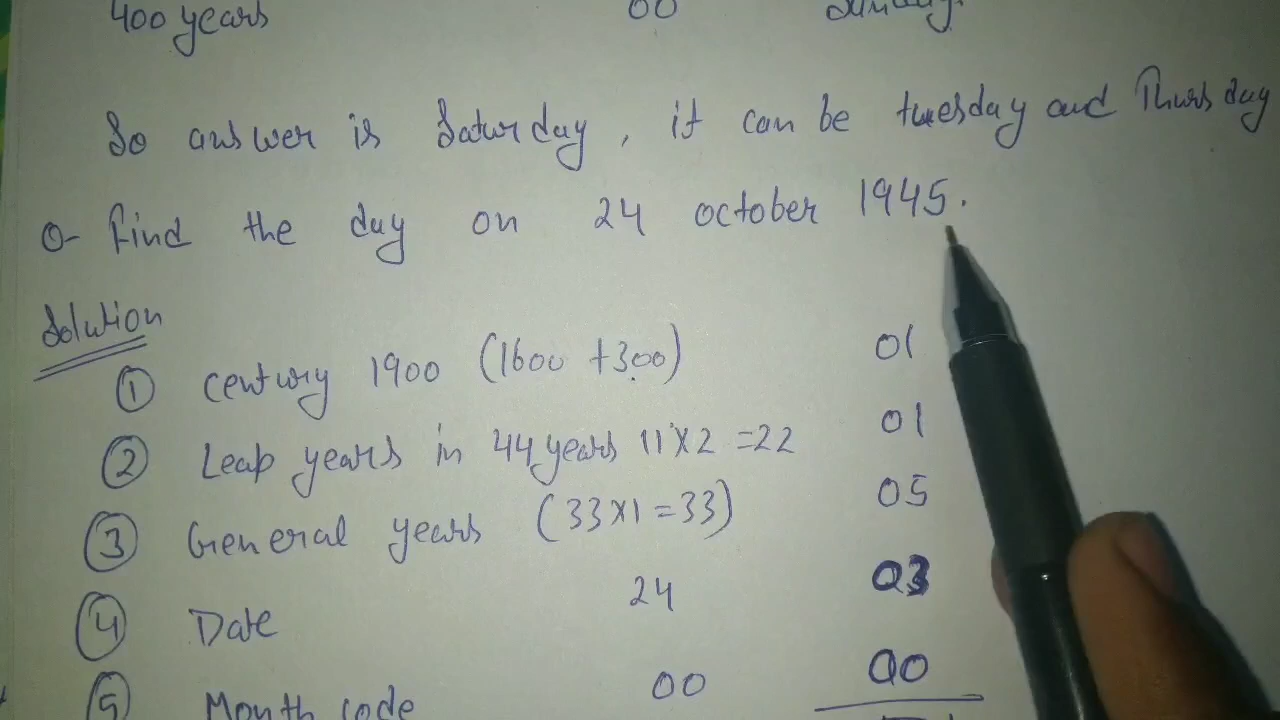 400 years 00 Sunday.
So answer is Saturday, it can be tuesday and Thursday
Q- find the day on 24 october 1945.
Solution
① century 1900 (1600 +300) 01
② Leap years in 44 years 11×2 =22 01
③ General years (33×1=33) 05
④ Date 24 03
⑤ Month code 00 00